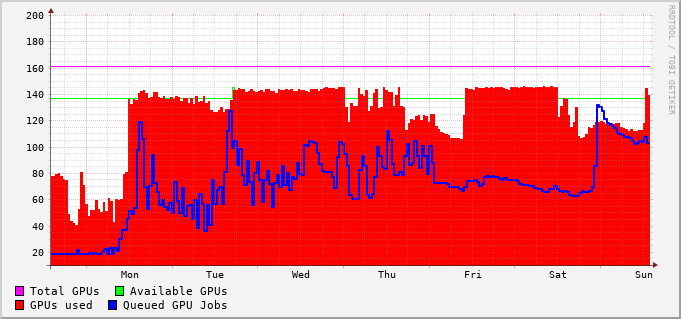 200
180
160
140
120
100
80
60
40
20
Mon Tue Wed Thu Fri Sat Sun
Total GPUs Available GPUs
GPUs used Queued GPU Jobs
RRDTOOL / TOBI OETIKER